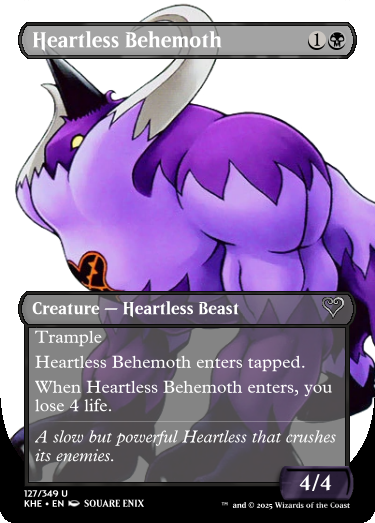 Heartless Behemoth 1
Creature — Heartless Beast
Trample
Heartless Behemoth enters tapped.
When Heartless Behemoth enters, you
lose 4 life.
A slow but powerful Heartless that crushes
its enemies.
4/4
127/349 U
KHE • EN SQUARE ENIX ™ and © 2025 Wizards of the Coast